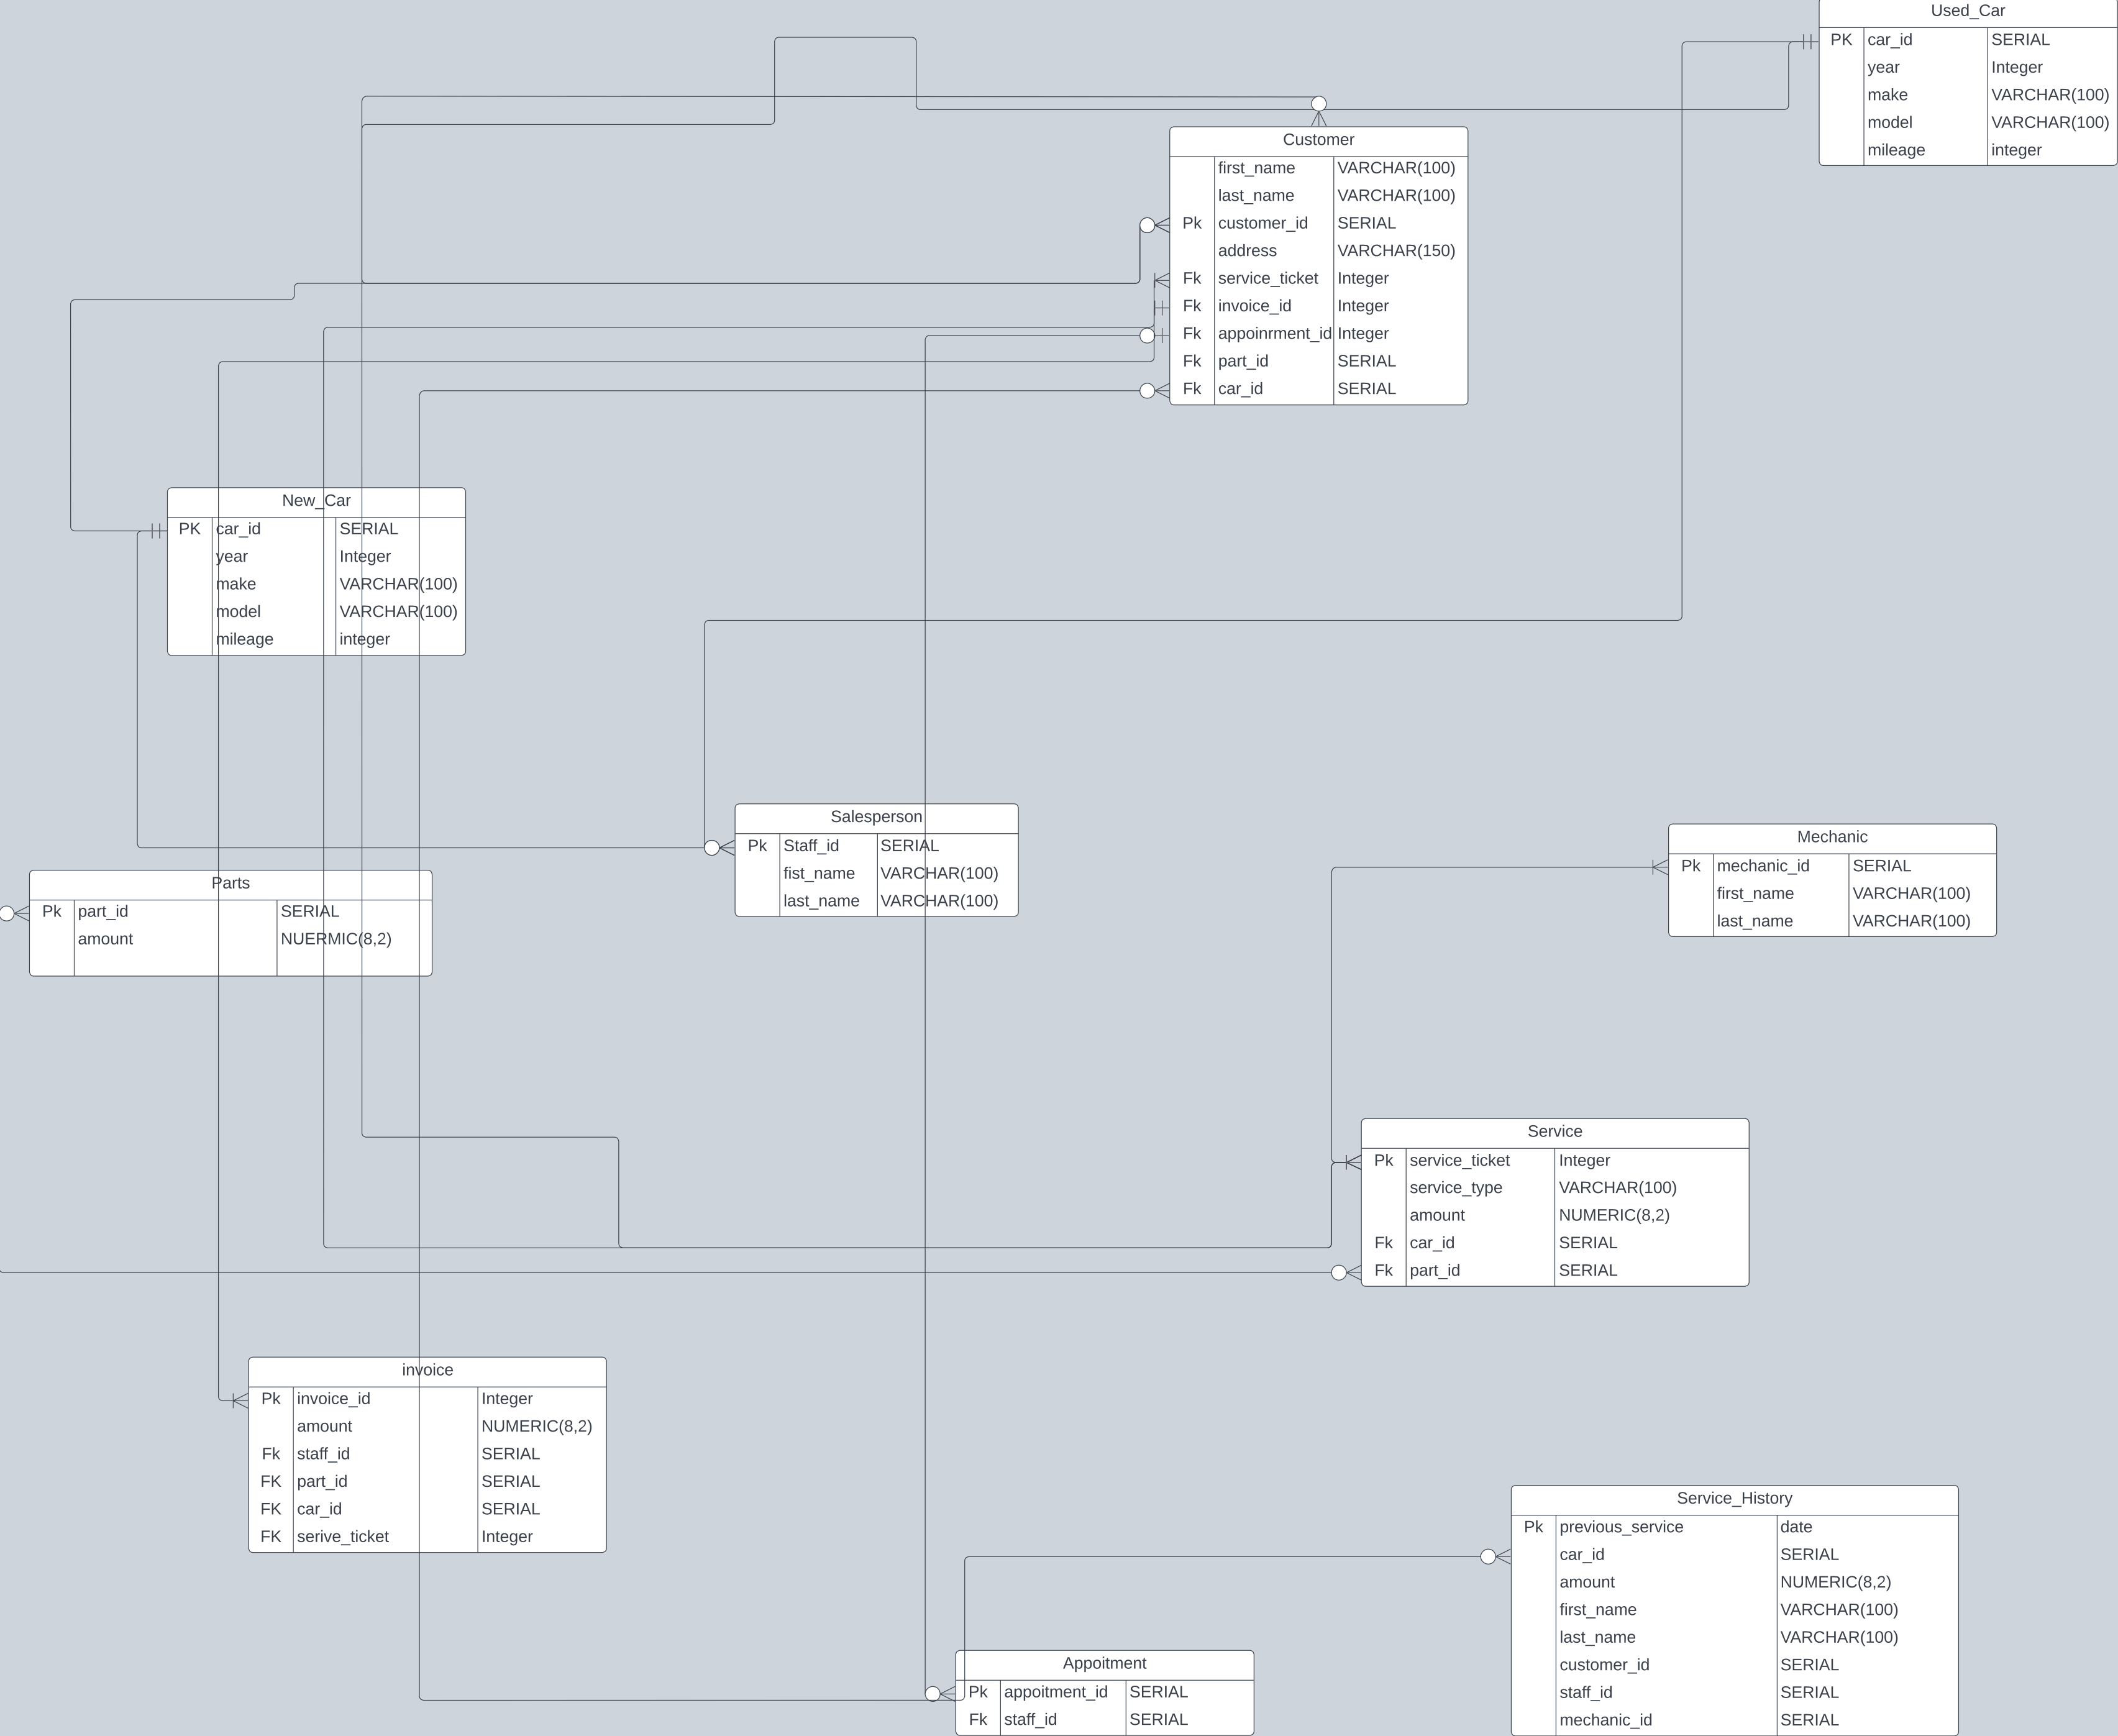 Used_Car
PK car_id SERIAL
year Integer
make VARCHAR(100)
model VARCHAR(100)
mileage integer
Customer
first_name VARCHAR(100)
last_name VARCHAR(100)
Pk customer_id SERIAL
address VARCHAR(150)
Fk service_ticket Integer
Fk invoice_id Integer
Fk appoinrment_id Integer
Fk part_id SERIAL
Fk car_id SERIAL
New_Car
PK car_id SERIAL
year Integer
make VARCHAR(100)
model VARCHAR(100)
mileage integer
Salesperson
Pk Staff_id SERIAL
fist_name VARCHAR(100)
last_name VARCHAR(100)
Mechanic
Pk mechanic_id SERIAL
first_name VARCHAR(100)
last_name VARCHAR(100)
Parts
Pk part_id SERIAL
amount NUERMIC(8,2)
Service
Pk service_ticket Integer
service_type VARCHAR(100)
amount NUMERIC(8,2)
Fk car_id SERIAL
Fk part_id SERIAL
invoice
Pk invoice_id Integer
amount NUMERIC(8,2)
Fk staff_id SERIAL
FK part_id SERIAL
FK car_id SERIAL
FK serive_ticket Integer
Service_History
Pk previous_service date
car_id SERIAL
amount NUMERIC(8,2)
first_name VARCHAR(100)
last_name VARCHAR(100)
customer_id SERIAL
staff_id SERIAL
mechanic_id SERIAL
Appoitment
Pk appoitment_id SERIAL
Fk staff_id SERIAL